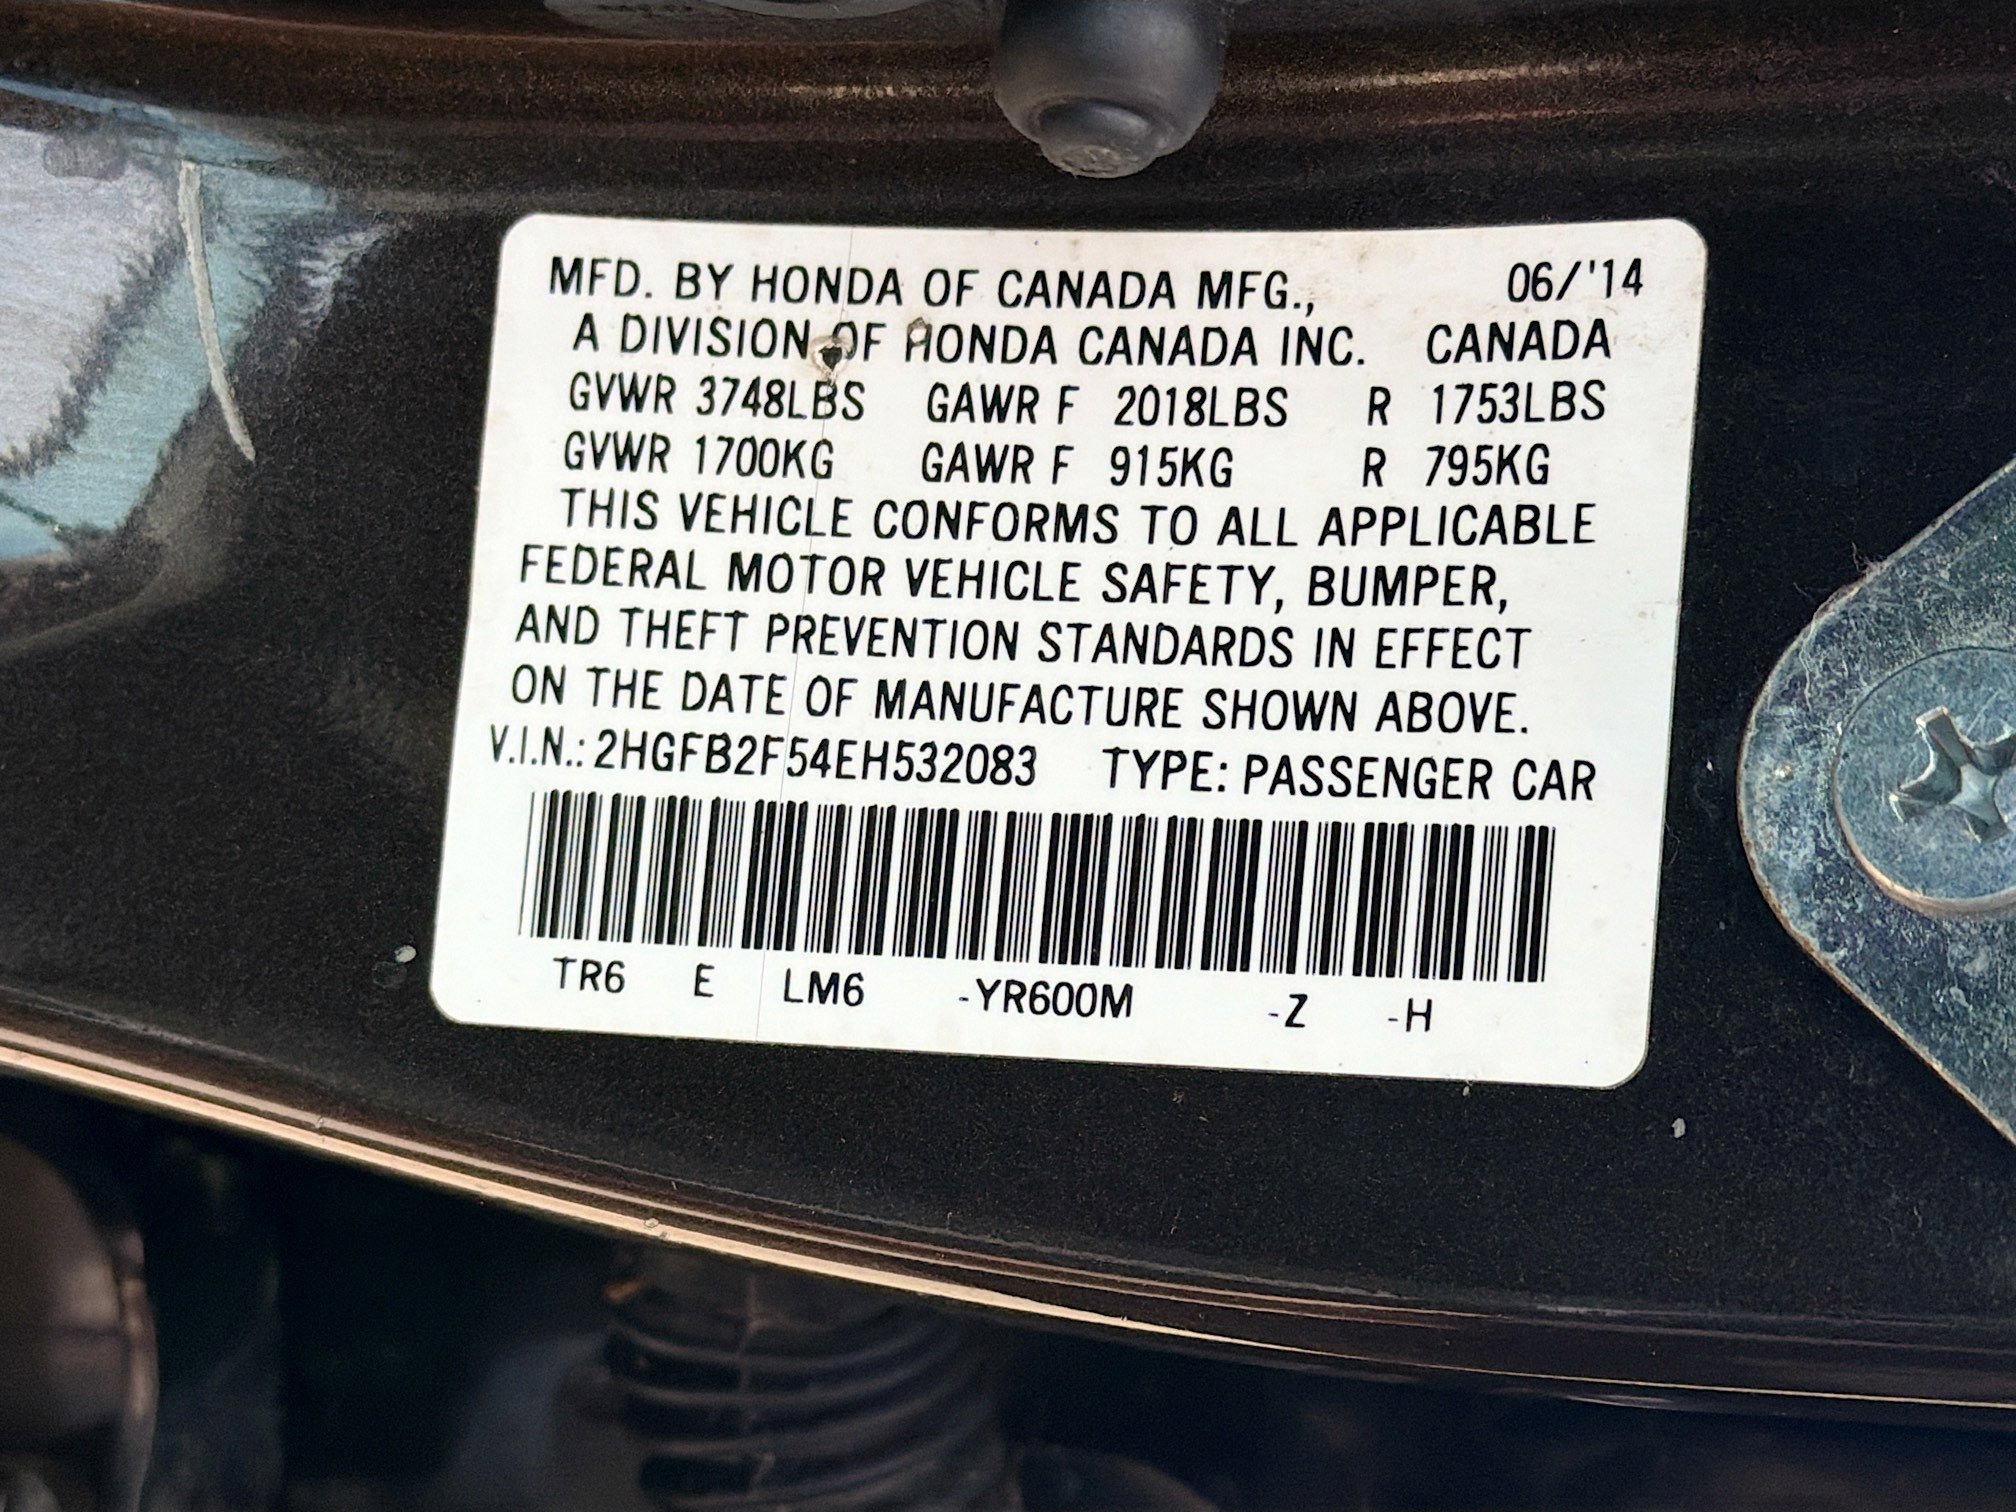 MFD. BY HONDA OF CANADA MFG., 06/'14
A DIVISION OF HONDA CANADA INC. CANADA
GVWR 3748LBS GAWR F 2018LBS R 1753LBS
GVWR 1700KG GAWR F 915KG R 795KG
THIS VEHICLE CONFORMS TO ALL APPLICABLE
FEDERAL MOTOR VEHICLE SAFETY, BUMPER,
AND THEFT PREVENTION STANDARDS IN EFFECT
ON THE DATE OF MANUFACTURE SHOWN ABOVE.
V.I.N.: 2HGFB2F54EH532083 TYPE: PASSENGER CAR
TR6 E LM6 -YR600M -Z -H